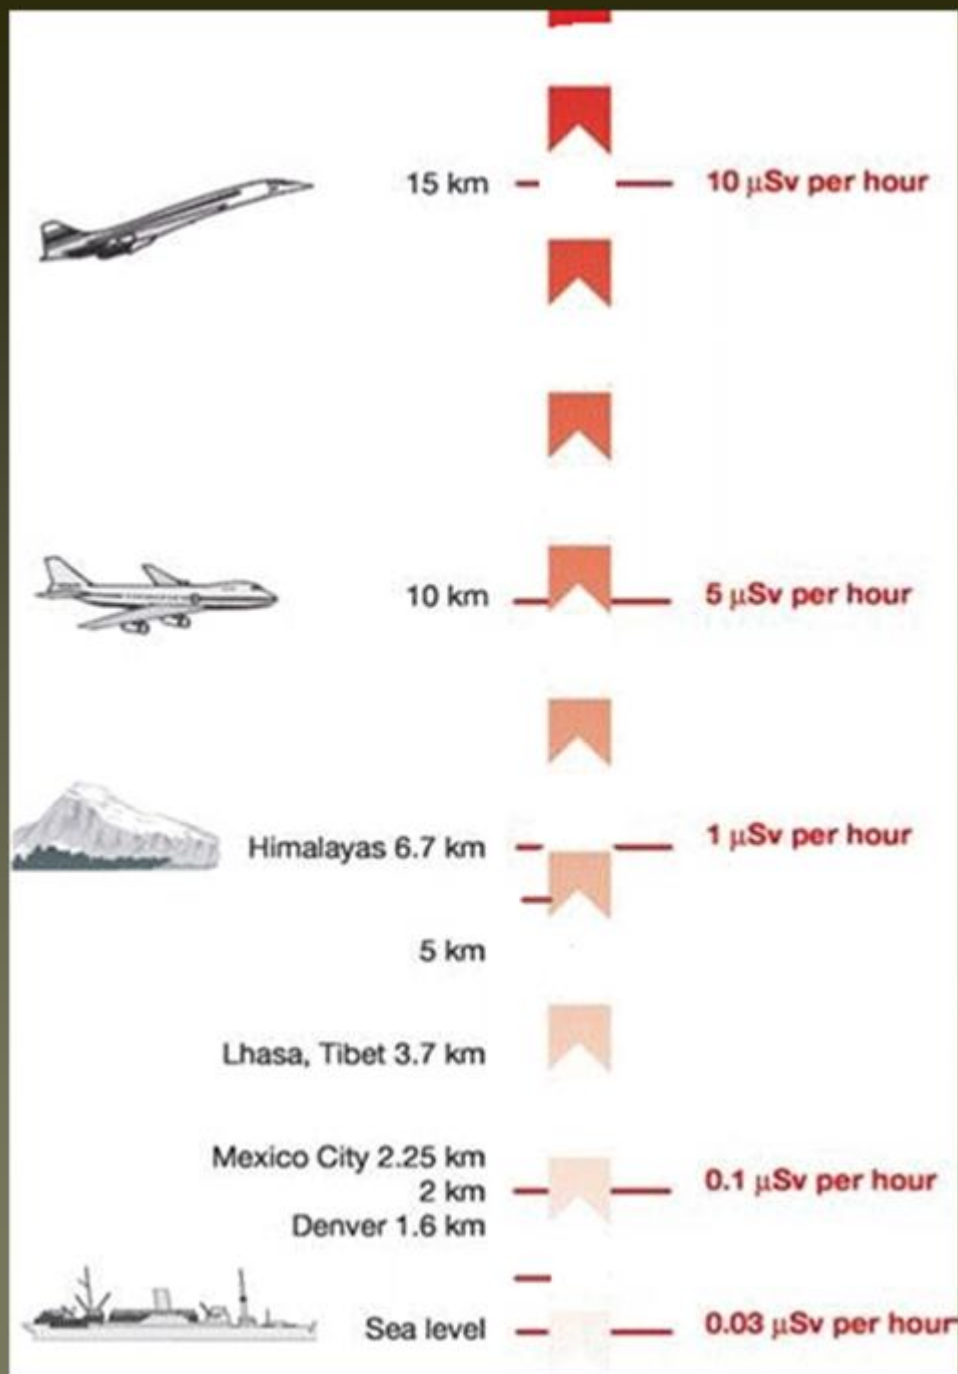 15 km 10 μSv per hour
10 km 5 μSv per hour
Himalayas 6.7 km 1 μSv per hour
5 km
Lhasa, Tibet 3.7 km
Mexico City 2.25 km
2 km 0.1 μSv per hour
Denver 1.6 km
Sea level 0.03 μSv per hour